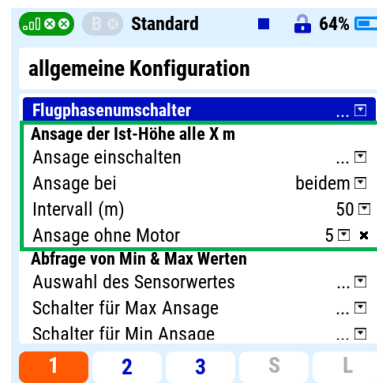 B Standard 64%
allgemeine Konfiguration
Flugphasenumschalter ...
Ansage der Ist-Höhe alle X m
Ansage einschalten ...
Ansage bei beidem
Intervall (m) 50
Ansage ohne Motor 5
Abfrage von Min & Max Werten
Auswahl des Sensorwertes ...
Schalter für Max Ansage ...
Schalter für Min Ansage ...
1 2 3 S L